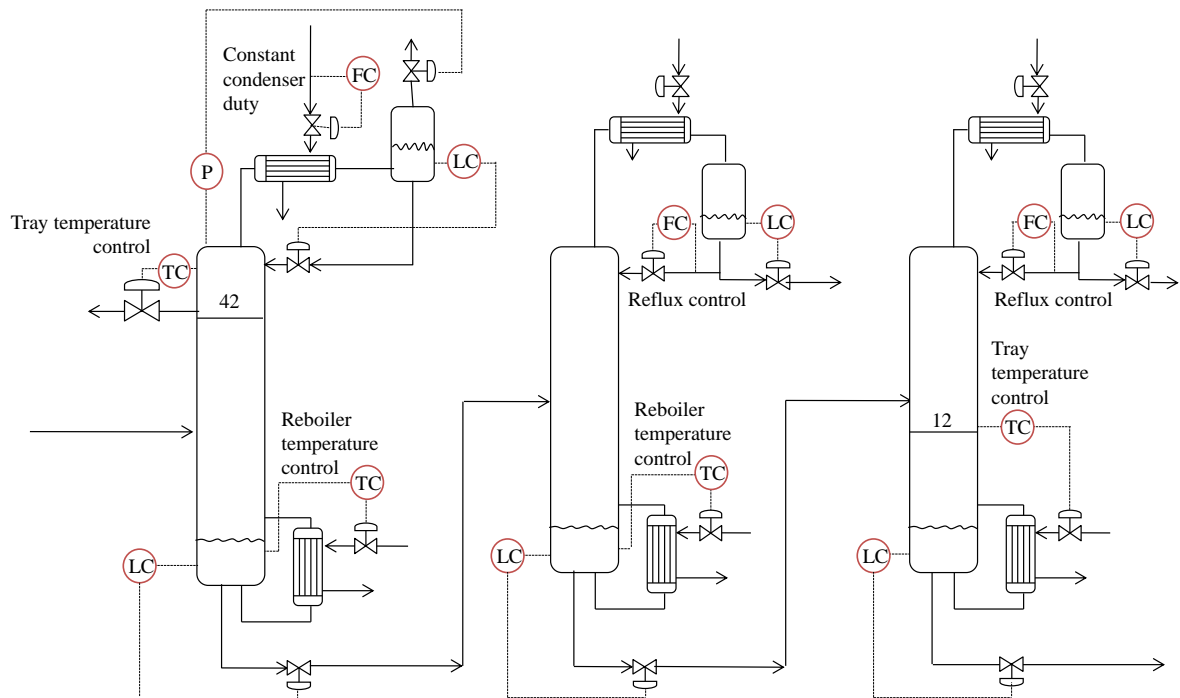 Constant
condenser
duty
FC
P
LC
Tray temperature
control
TC
42
Reboiler
temperature
control
TC
LC
FC
LC
Reflux control
Reboiler
temperature
control
TC
LC
FC
LC
Reflux control
Tray
temperature
control
12
TC
LC